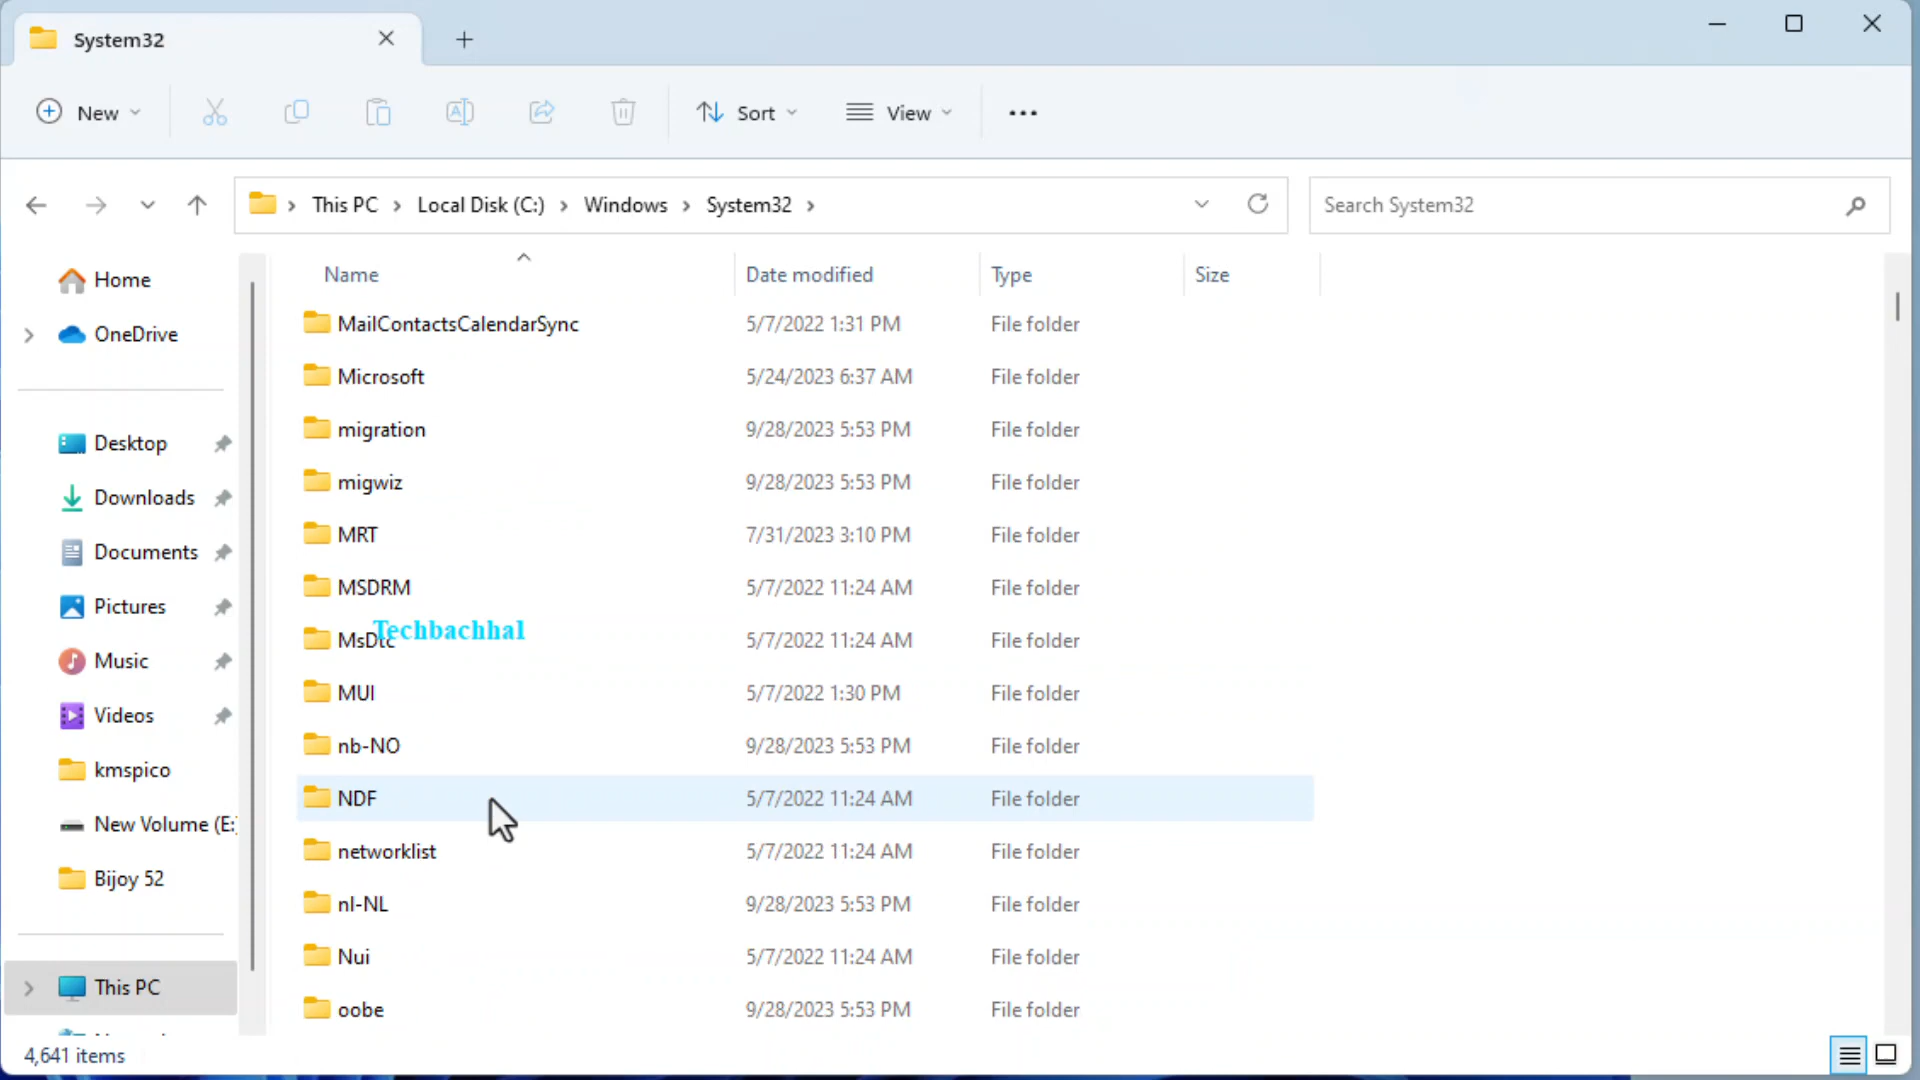 System32
New
Sort
View
This PC
Local Disk (C:)
Windows
System32
Search System32
Name
Date modified
Type
Size
Home
OneDrive
Desktop
Downloads
Documents
Pictures
Music
Videos
kmspico
New Volume (E:
Bijoy 52
This PC
MailContactsCalendarSync 5/7/2022 1:31 PM File folder
Microsoft 5/24/2023 6:37 AM File folder
migration 9/28/2023 5:53 PM File folder
migwiz 9/28/2023 5:53 PM File folder
MRT 7/31/2023 3:10 PM File folder
MSDRM 5/7/2022 11:24 AM File folder
Techbachhal
MsDtc 5/7/2022 11:24 AM File folder
MUI 5/7/2022 1:30 PM File folder
nb-NO 9/28/2023 5:53 PM File folder
NDF 5/7/2022 11:24 AM File folder
networklist 5/7/2022 11:24 AM File folder
nl-NL 9/28/2023 5:53 PM File folder
Nui 5/7/2022 11:24 AM File folder
oobe 9/28/2023 5:53 PM File folder
4,641 items